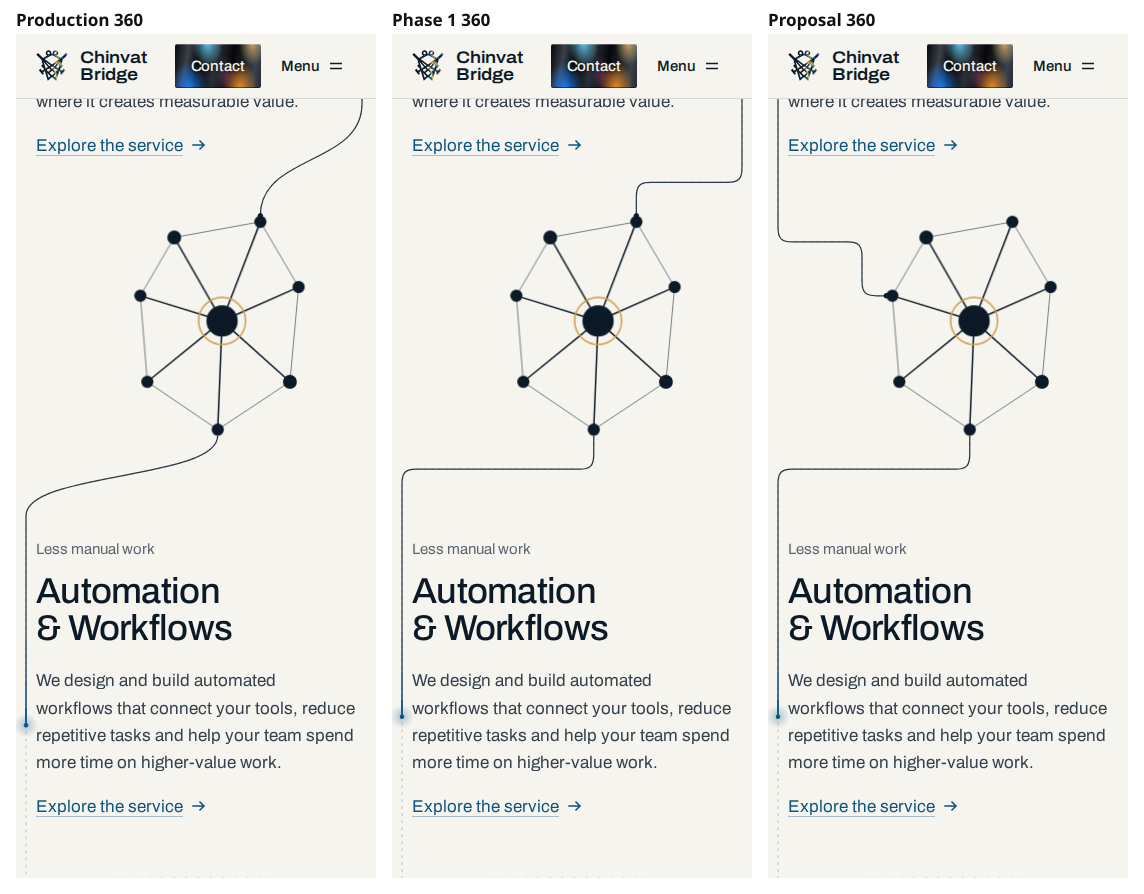 Production 360
Chinvat
Bridge
Contact
Menu
where it creates measurable value.
Explore the service →
Less manual work
Automation
& Workflows
We design and build automated
workflows that connect your tools, reduce
repetitive tasks and help your team spend
more time on higher-value work.
Explore the service →
Phase 1 360
Chinvat
Bridge
Contact
Menu
where it creates measurable value.
Explore the service →
Less manual work
Automation
& Workflows
We design and build automated
workflows that connect your tools, reduce
repetitive tasks and help your team spend
more time on higher-value work.
Explore the service →
Proposal 360
Chinvat
Bridge
Contact
Menu
where it creates measurable value.
Explore the service →
Less manual work
Automation
& Workflows
We design and build automated
workflows that connect your tools, reduce
repetitive tasks and help your team spend
more time on higher-value work.
Explore the service →